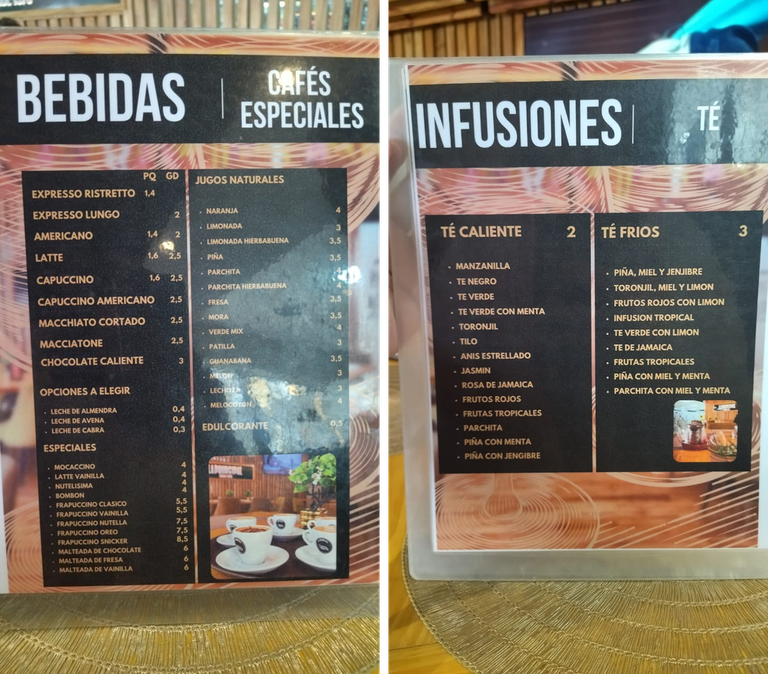 BEBIDAS
CAFÉS
ESPECIALES
PQ GD
EXPRESSO RISTRETTO 1,4
EXPRESSO LUNGO 2
AMERICANO 1,4 2
LATTE 1,6 2,5
CAPUCCINO 1,6 2,5
CAPUCCINO AMERICANO 2,5
MACCHIATO CORTADO 2,5
MACCIATONE 2,5
CHOCOLATE CALIENTE 3
OPCIONES A ELEGIR
LECHE DE ALMENDRA 0,4
LECHE DE AVENA 0,4
LECHE DE CABRA 0,3
ESPECIALES
MOCACCINO 4
LATTE VAINILLA 4
NUTELISIMA 4
BOMBON 4
FRAPUCCINO CLASICO 5,5
FRAPUCCINO VAINILLA 5,5
FRAPUCCINO NUTELLA 7,5
FRAPUCCINO OREO 7,5
FRAPUCCINO SNICKER 8,5
MALTEADA DE CHOCOLATE 6
MALTEADA DE FRESA 6
MALTEADA DE VAINILLA 6
JUGOS NATURALES
NARANJA 4
LIMONADA 3
LIMONADA HIERBABUENA 3,5
PIÑA 3,5
PARCHITA
PARCHITA HIERBABUENA 4
FRESA 3,5
MORA 3,5
VERDE MIX 4
PATILLA 3
GUANABANA 3,5
MELON 3
LECHOZA 3
MELOCOTON 4
EDULCORANTE 0,5
INFUSIONES
TÉ
TÉ CALIENTE 2
MANZANILLA
TE NEGRO
TE VERDE
TE VERDE CON MENTA
TORONJIL
TILO
ANIS ESTRELLADO
JASMIN
ROSA DE JAMAICA
FRUTOS ROJOS
FRUTAS TROPICALES
PARCHITA
PIÑA CON MENTA
PIÑA CON JENGIBRE
TÉ FRIOS 3
PIÑA, MIEL Y JENJIBRE
TORONJIL, MIEL Y LIMON
FRUTOS ROJOS CON LIMON
INFUSION TROPICAL
TE VERDE CON LIMON
TE DE JAMAICA
FRUTAS TROPICALES
PIÑA CON MIEL Y MENTA
PARCHITA CON MIEL Y MENTA